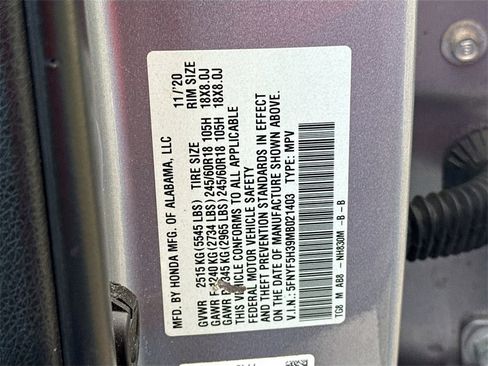 MFD. BY HONDA MFG. OF ALABAMA, LLC 11/'20
TIRE SIZE RIM SIZE
GVWR 2515 KG (5545 LBS)
GAWR F 1240 KG (2734 LBS) 245/60R18 105H 18X8.0J
GAWR 1345 KG (2965 LBS) 245/60R18 105H 18X8.0J
THIS VEHICLE CONFORMS TO ALL APPLICABLE
FEDERAL MOTOR VEHICLE SAFETY
AND THEFT PREVENTION STANDARDS IN EFFECT
ON THE DATE OF MANUFACTURE SHOWN ABOVE.
VIN: 5FNYF5H39MB021403 TYPE: MPV
TG8 M AB8 - NH830M -B -B